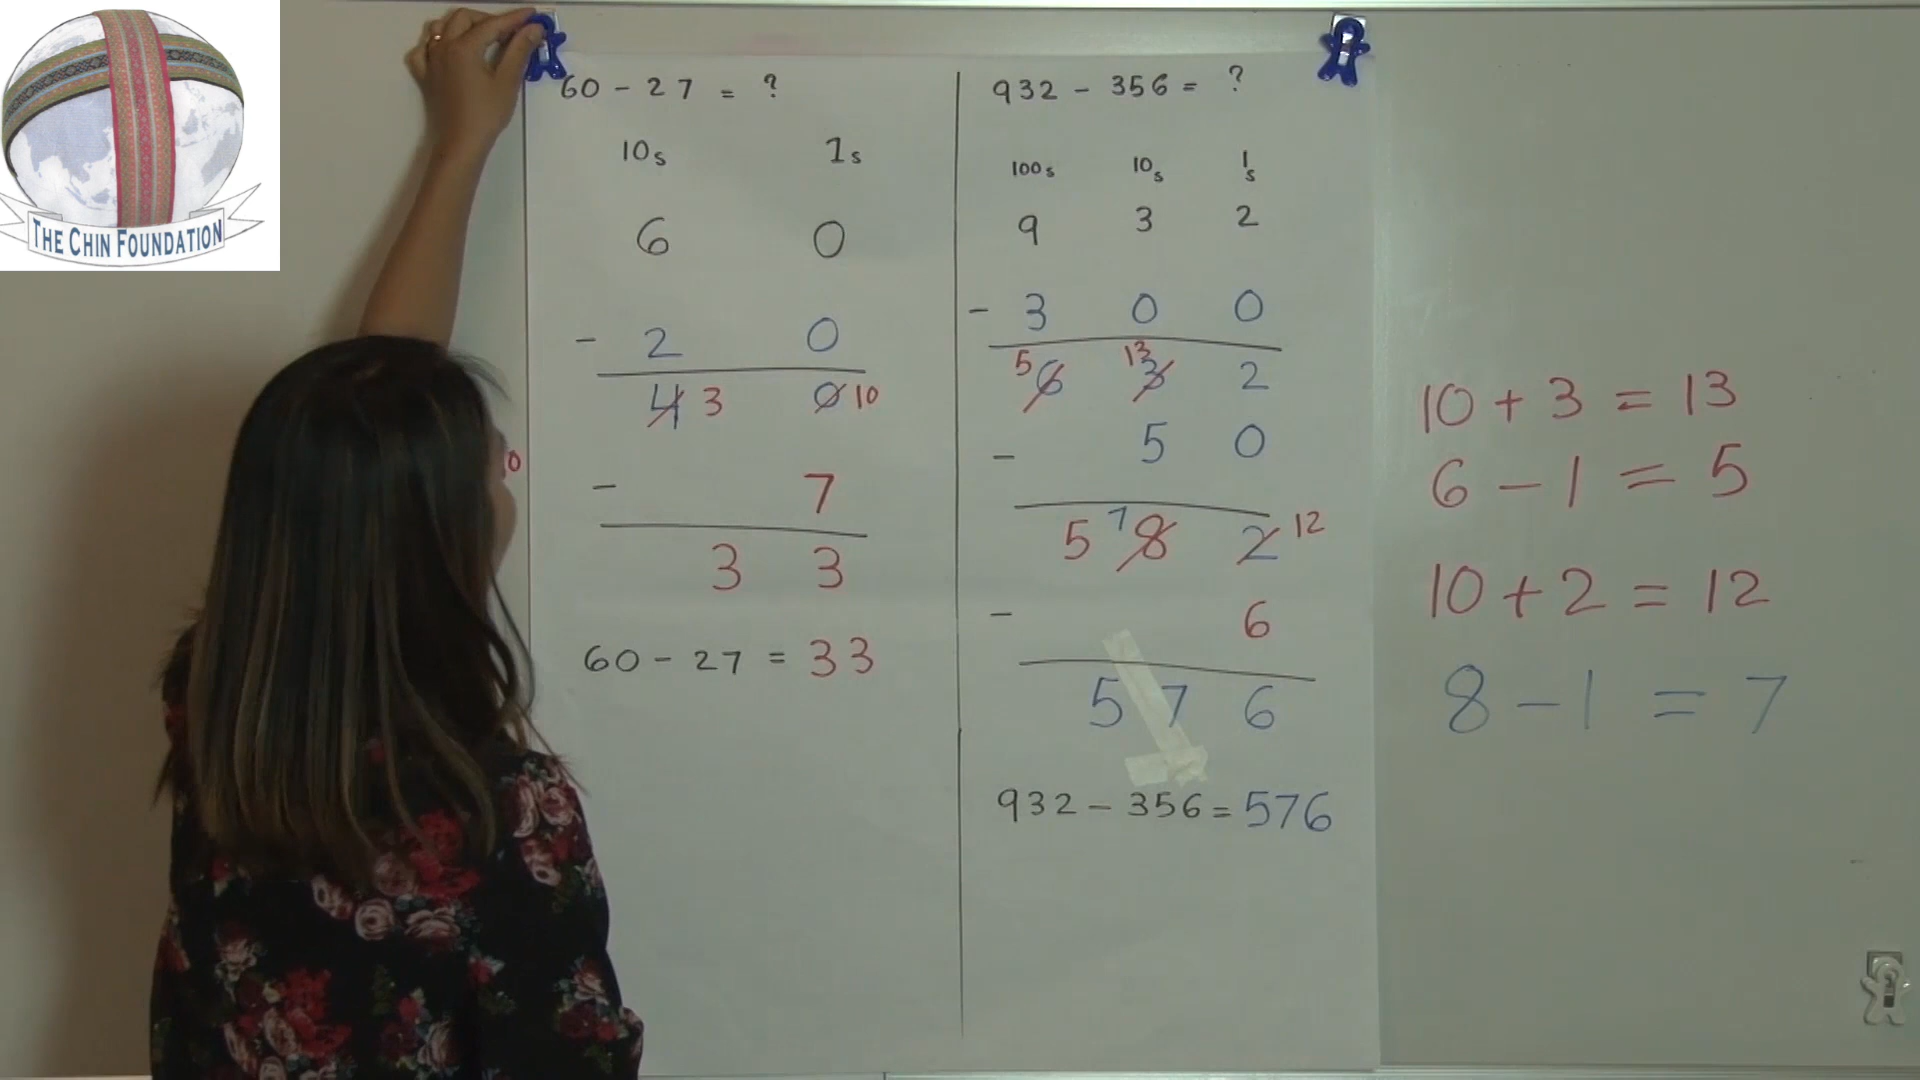 THE CHIN FOUNDATION
60 - 27 = ?
10s 1s
6 0
- 2 0
4 3 0 10
- 7
3 3
60 - 27 = 33
932 - 356 = ?
100s 10s 1s
9 3 2
- 3 0 0
5 6 13 3 2
- 5 0
5 7 8 2 12
- 6
5 7 6
932 - 356 = 576
10 + 3 = 13
6 - 1 = 5
10 + 2 = 12
8 - 1 = 7